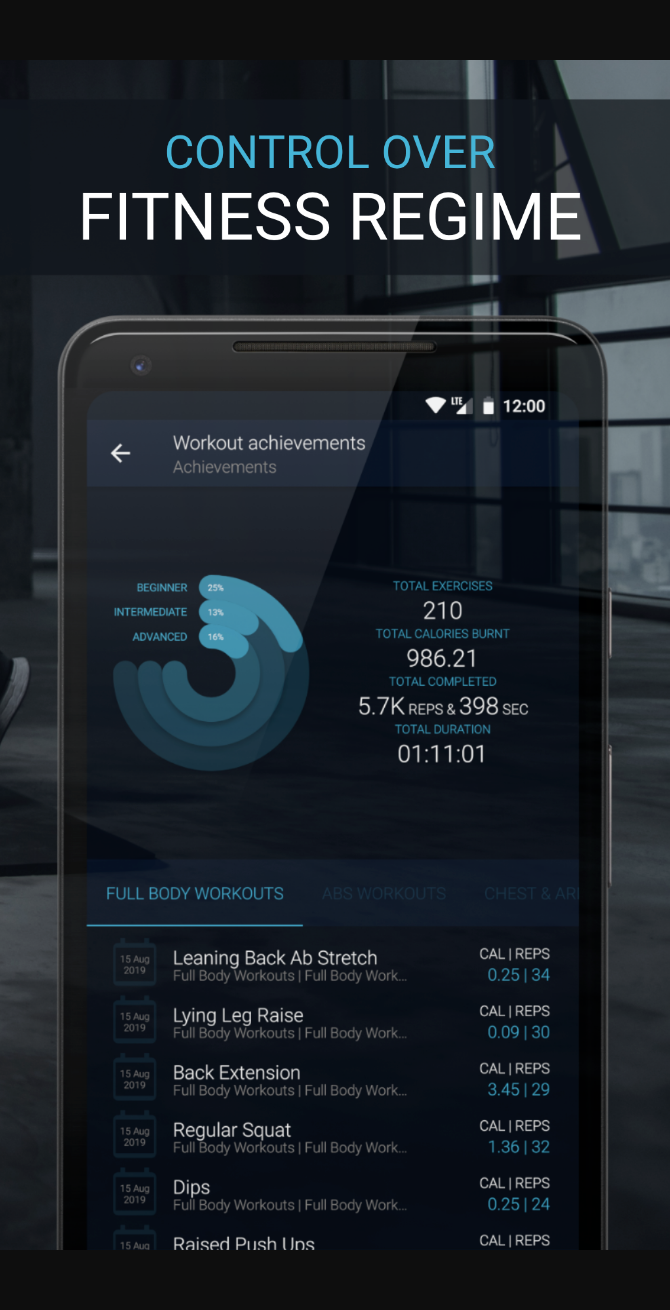 CONTROL OVER
FITNESS REGIME
LTE 12:00
Workout achievements
Achievements
BEGINNER 25%
INTERMEDIATE 13%
ADVANCED 16%
TOTAL EXERCISES
210
TOTAL CALORIES BURNT
986.21
TOTAL COMPLETED
5.7K REPS & 398 SEC
TOTAL DURATION
01:11:01
FULL BODY WORKOUTS ABS WORKOUTS CHEST & AR
15 Aug 2019
Leaning Back Ab Stretch
Full Body Workouts | Full Body Work...
CAL | REPS
0.25 | 34
15 Aug 2019
Lying Leg Raise
Full Body Workouts | Full Body Work...
CAL | REPS
0.09 | 30
15 Aug 2019
Back Extension
Full Body Workouts | Full Body Work...
CAL | REPS
3.45 | 29
15 Aug 2019
Regular Squat
Full Body Workouts | Full Body Work...
CAL | REPS
1.36 | 32
15 Aug 2019
Dips
Full Body Workouts | Full Body Work...
CAL | REPS
0.25 | 24
15 Aug
Raised Push Ups
CAL | REPS